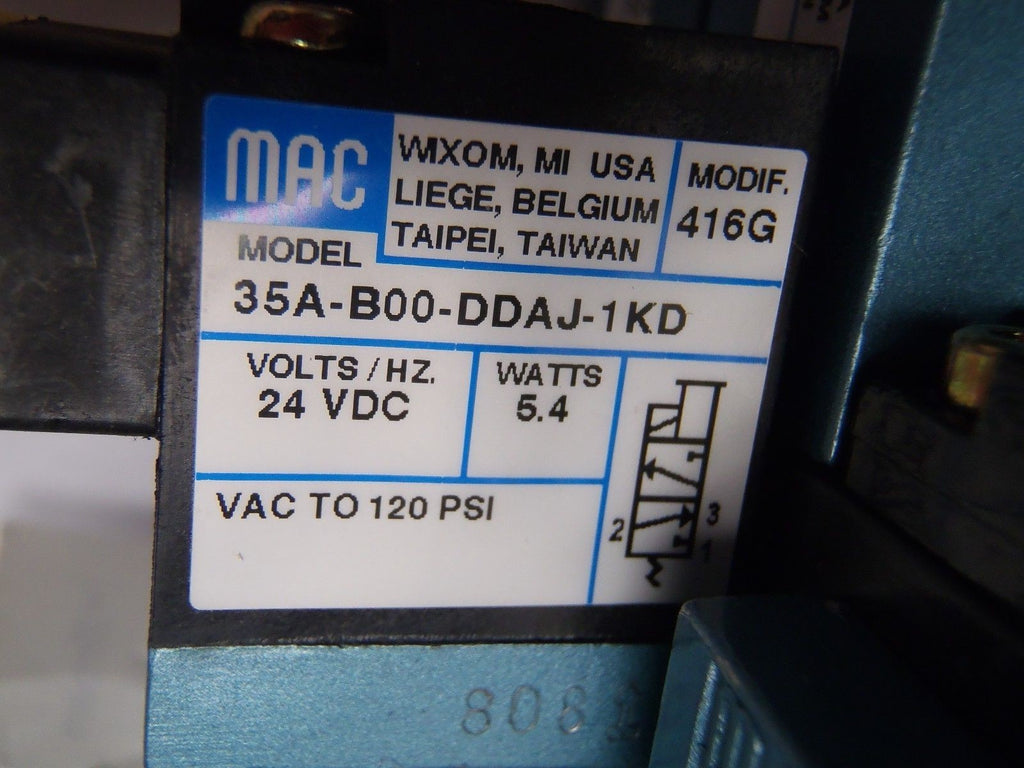 MAC
WIXOM, MI USA
LIEGE, BELGIUM
TAIPEI, TAIWAN
MODIF.
416G
MODEL
35A-B00-DDAJ-1KD
VOLTS / HZ.
24 VDC
WATTS
5.4
VAC TO 120 PSI
2
3
1